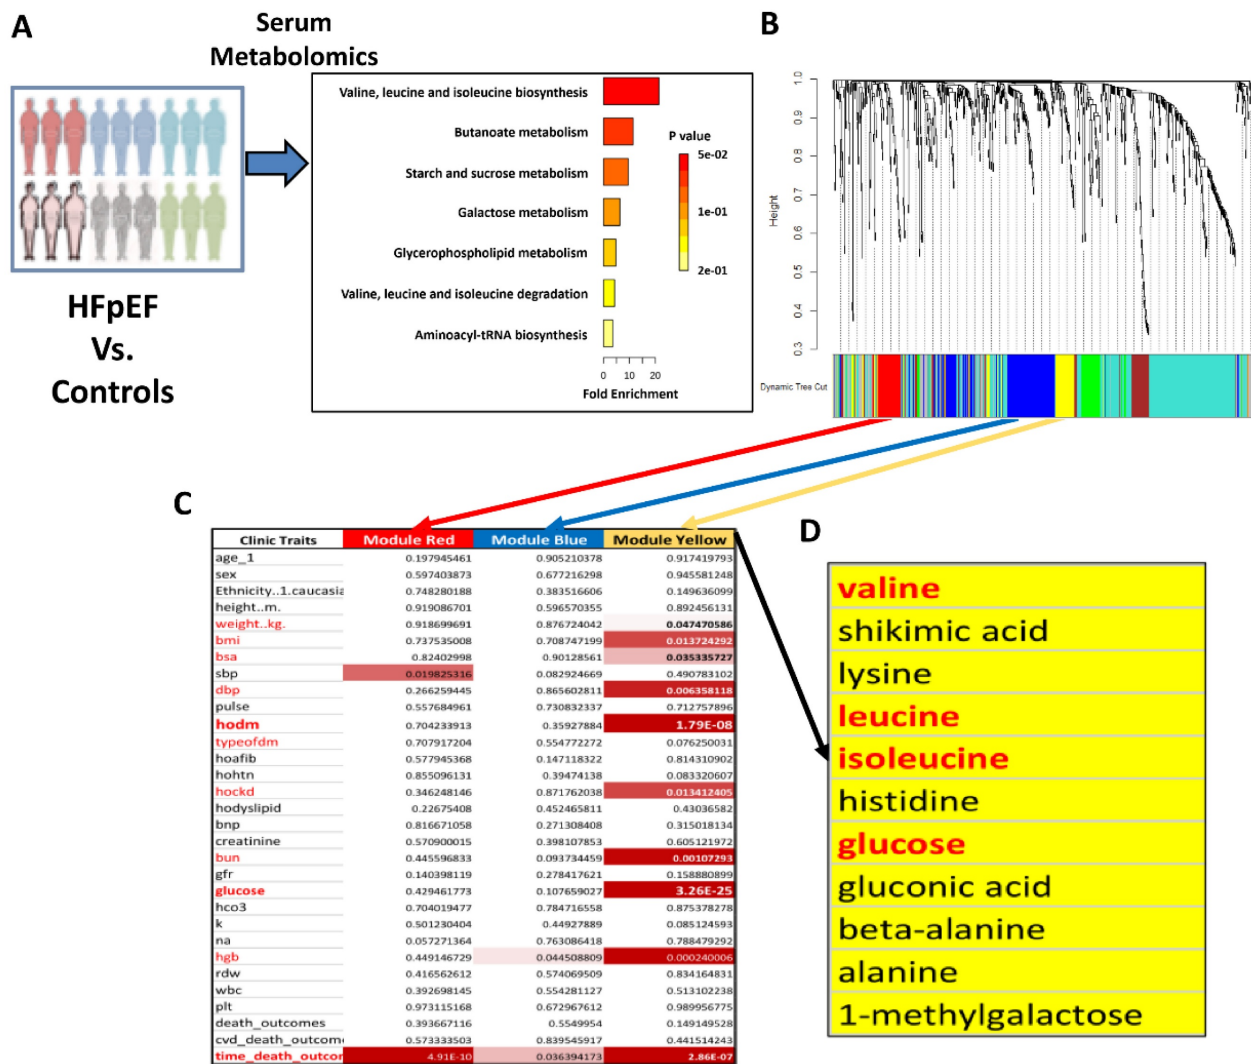 A
Serum
Metabolomics
HFpEF
Vs.
Controls
Valine, leucine and isoleucine biosynthesis
Butanoate metabolism
Starch and sucrose metabolism
Galactose metabolism
Glycerophospholipid metabolism
Valine, leucine and isoleucine degradation
Aminoacyl-tRNA biosynthesis
0 5 10 20
Fold Enrichment
P value
5e-02
1e-01
2e-01
B
Height
1.0
0.9
0.8
0.7
0.6
0.5
0.4
0.3
Dynamic Tree Cut
C
Clinic Traits Module Red Module Blue Module Yellow
age_1 0.197945461 0.905210378 0.917419793
sex 0.597403873 0.677216298 0.945581248
Ethnicity..1.caucasia 0.748280188 0.383516606 0.149636099
height..m. 0.919086701 0.596570355 0.892456131
weight..kg. 0.918699691 0.876724042 0.047470586
bmi 0.737535008 0.708747199 0.013724292
bsa 0.82402998 0.90128561 0.035335727
sbp 0.019825316 0.082924669 0.490783102
dbp 0.266259445 0.865602811 0.006358118
pulse 0.557684961 0.730832337 0.712757896
hodm 0.704233913 0.35927884 1.79E-08
typeofdm 0.707917204 0.554772272 0.076250031
hoafib 0.577945368 0.147118322 0.814310902
hohtn 0.855096131 0.39474138 0.083320607
hockd 0.346248146 0.871762038 0.013412405
hodyslipid 0.22675408 0.452465811 0.43036582
bnp 0.816671058 0.271308408 0.315018134
creatinine 0.570900015 0.398107853 0.605121972
bun 0.445596833 0.093734459 0.00107293
gfr 0.140398119 0.278417621 0.158880899
glucose 0.429461773 0.107659027 3.26E-25
hco3 0.704019477 0.784716558 0.875378278
k 0.501230404 0.44927889 0.085124593
na 0.057271364 0.763086418 0.788479292
hgb 0.449146729 0.044508809 0.000240006
rdw 0.416562612 0.574069509 0.834164831
wbc 0.392698145 0.554281127 0.513102238
plt 0.973115168 0.672967612 0.989956775
death_outcomes 0.393667116 0.5549954 0.149149528
cvd_death_outcome 0.573333503 0.839545917 0.441514243
time_death_outcor 4.91E-10 0.036394173 2.86E-07
D
valine
shikimic acid
lysine
leucine
isoleucine
histidine
glucose
gluconic acid
beta-alanine
alanine
1-methylgalactose